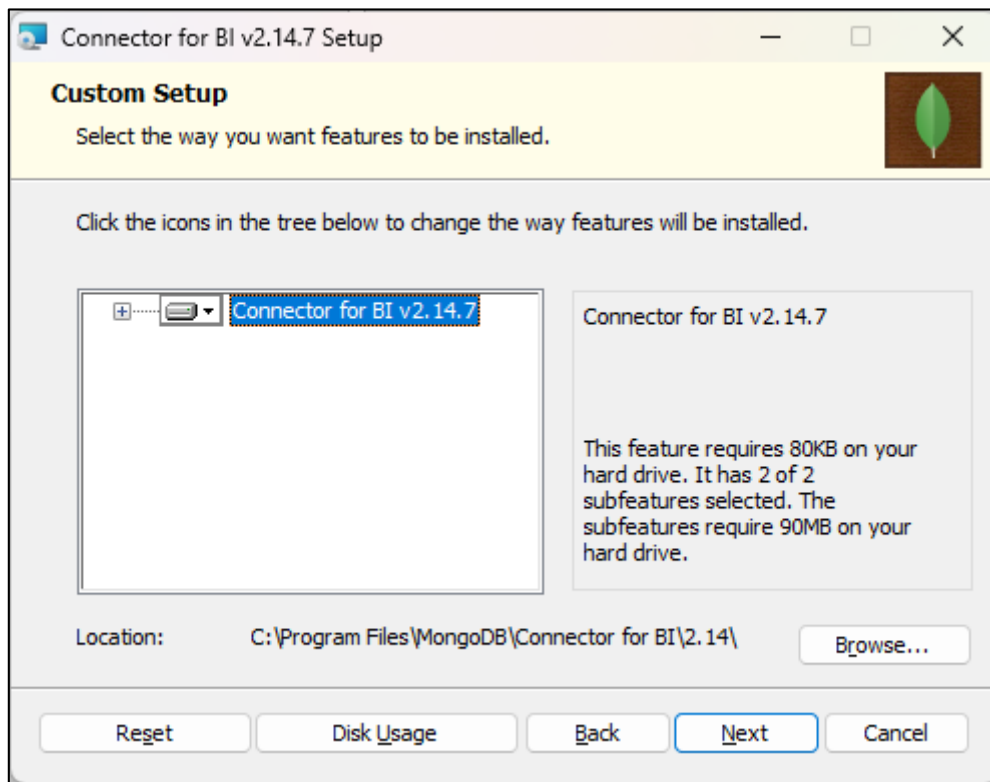 Connector for BI v2.14.7 Setup
Custom Setup
Select the way you want features to be installed.
Click the icons in the tree below to change the way features will be installed.
Connector for BI v2.14.7
Connector for BI v2.14.7
This feature requires 80KB on your
hard drive. It has 2 of 2
subfeatures selected. The
subfeatures require 90MB on your
hard drive.
Location: C:\Program Files\MongoDB\Connector for BI\2.14\ Browse...
Reset Disk Usage Back Next Cancel